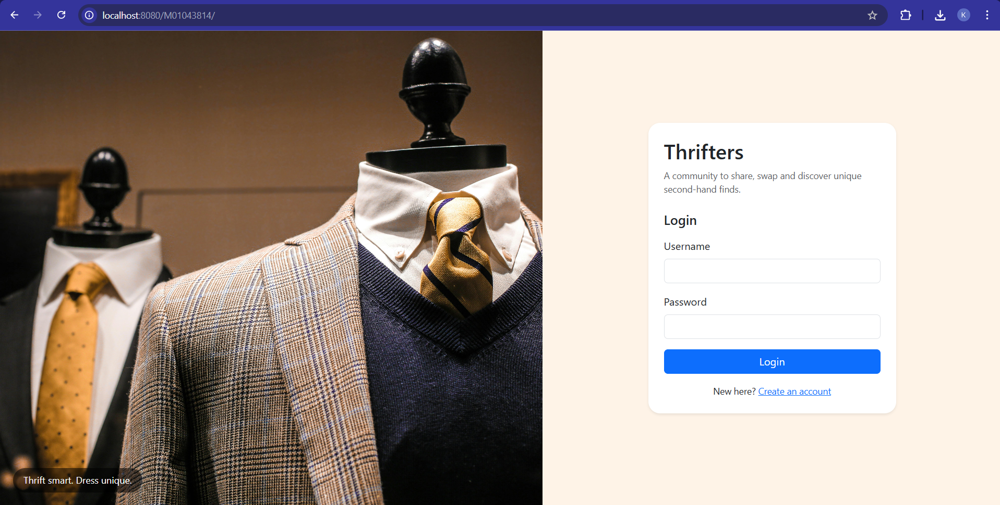 localhost:8080/M01043814/
K
Thrifters
A community to share, swap and discover unique
second-hand finds.
Login
Username
Password
Login
New here? Create an account
Thrift smart. Dress unique.